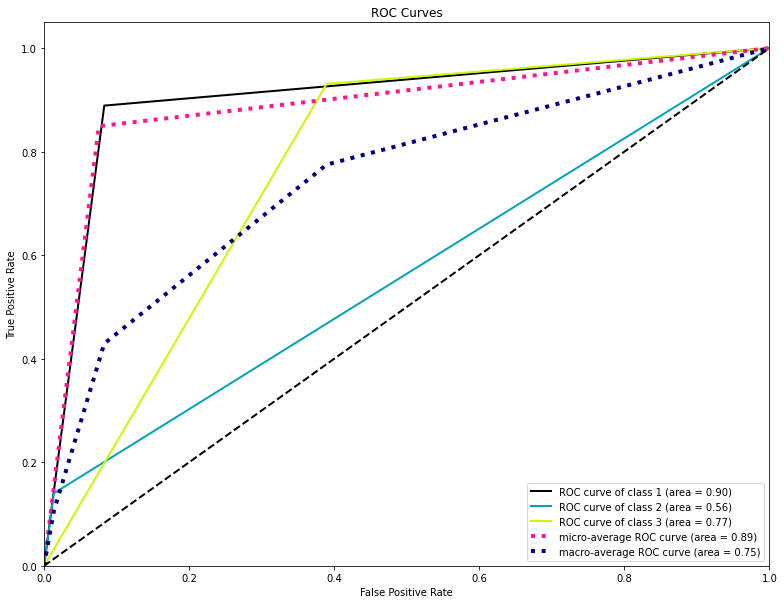 ROC Curves
1.0
0.8
0.6
0.4
0.2
0.0
True Positive Rate
ROC curve of class 1 (area = 0.90)
ROC curve of class 2 (area = 0.56)
ROC curve of class 3 (area = 0.77)
micro-average ROC curve (area = 0.89)
macro-average ROC curve (area = 0.75)
0.0 0.2 0.4 0.6 0.8 1.0
False Positive Rate